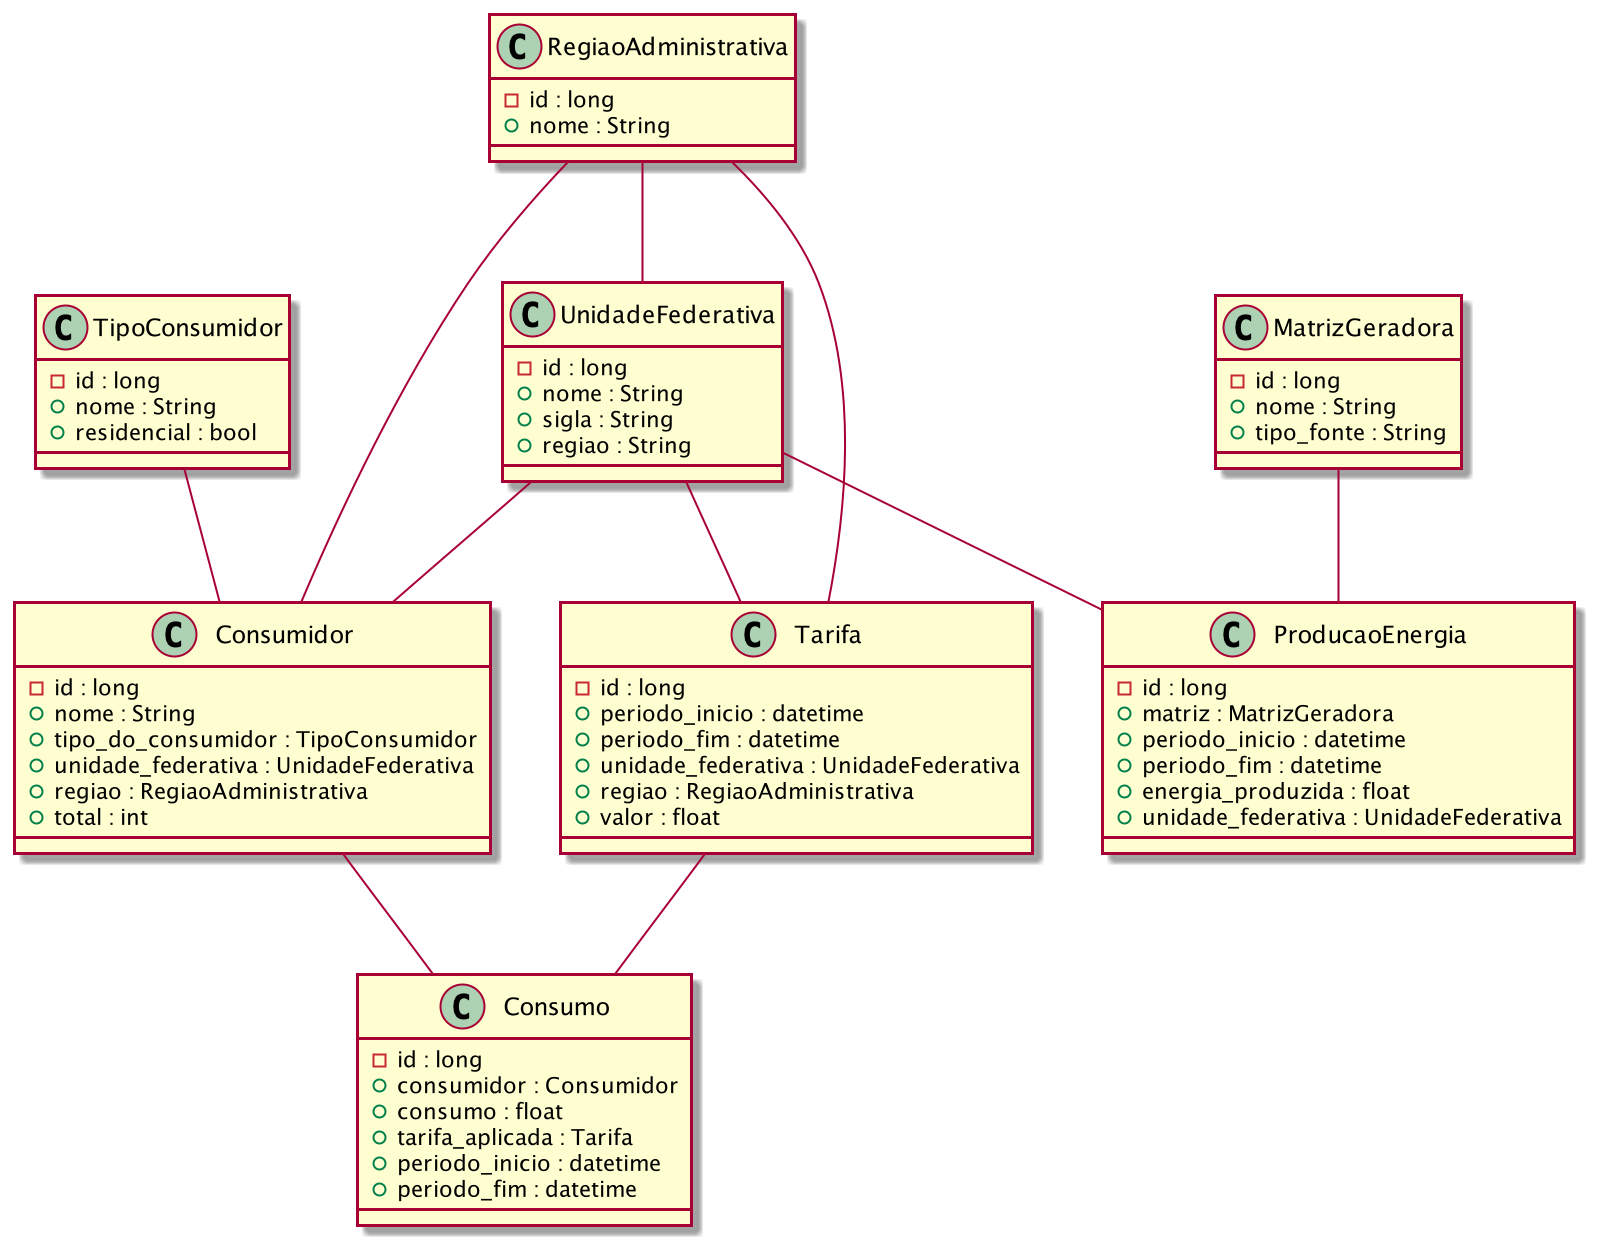 C RegiaoAdministrativa
id : long
nome : String
C TipoConsumidor
id : long
nome : String
residencial : bool
C UnidadeFederativa
id : long
nome : String
sigla : String
regiao : String
C MatrizGeradora
id : long
nome : String
tipo_fonte : String
C Consumidor
id : long
nome : String
tipo_do_consumidor : TipoConsumidor
unidade_federativa : UnidadeFederativa
regiao : RegiaoAdministrativa
total : int
C Tarifa
id : long
periodo_inicio : datetime
periodo_fim : datetime
unidade_federativa : UnidadeFederativa
regiao : RegiaoAdministrativa
valor : float
C ProducaoEnergia
id : long
matriz : MatrizGeradora
periodo_inicio : datetime
periodo_fim : datetime
energia_produzida : float
unidade_federativa : UnidadeFederativa
C Consumo
id : long
consumidor : Consumidor
consumo : float
tarifa_aplicada : Tarifa
periodo_inicio : datetime
periodo_fim : datetime